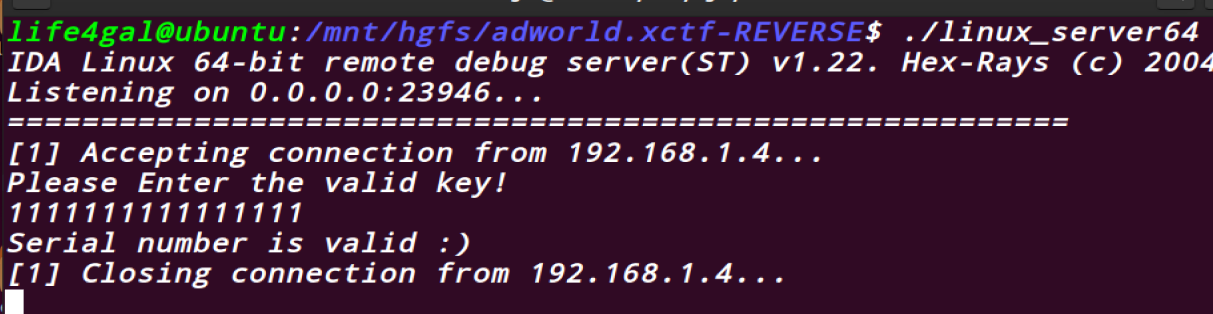 life4gal@ubuntu:/mnt/hgfs/adworld.xctf-REVERSE$ ./linux_server64
IDA Linux 64-bit remote debug server(ST) v1.22. Hex-Rays (c) 2004
Listening on 0.0.0.0:23946...
=========================================================
[1] Accepting connection from 192.168.1.4...
Please Enter the valid key!
1111111111111111
Serial number is valid :)
[1] Closing connection from 192.168.1.4...